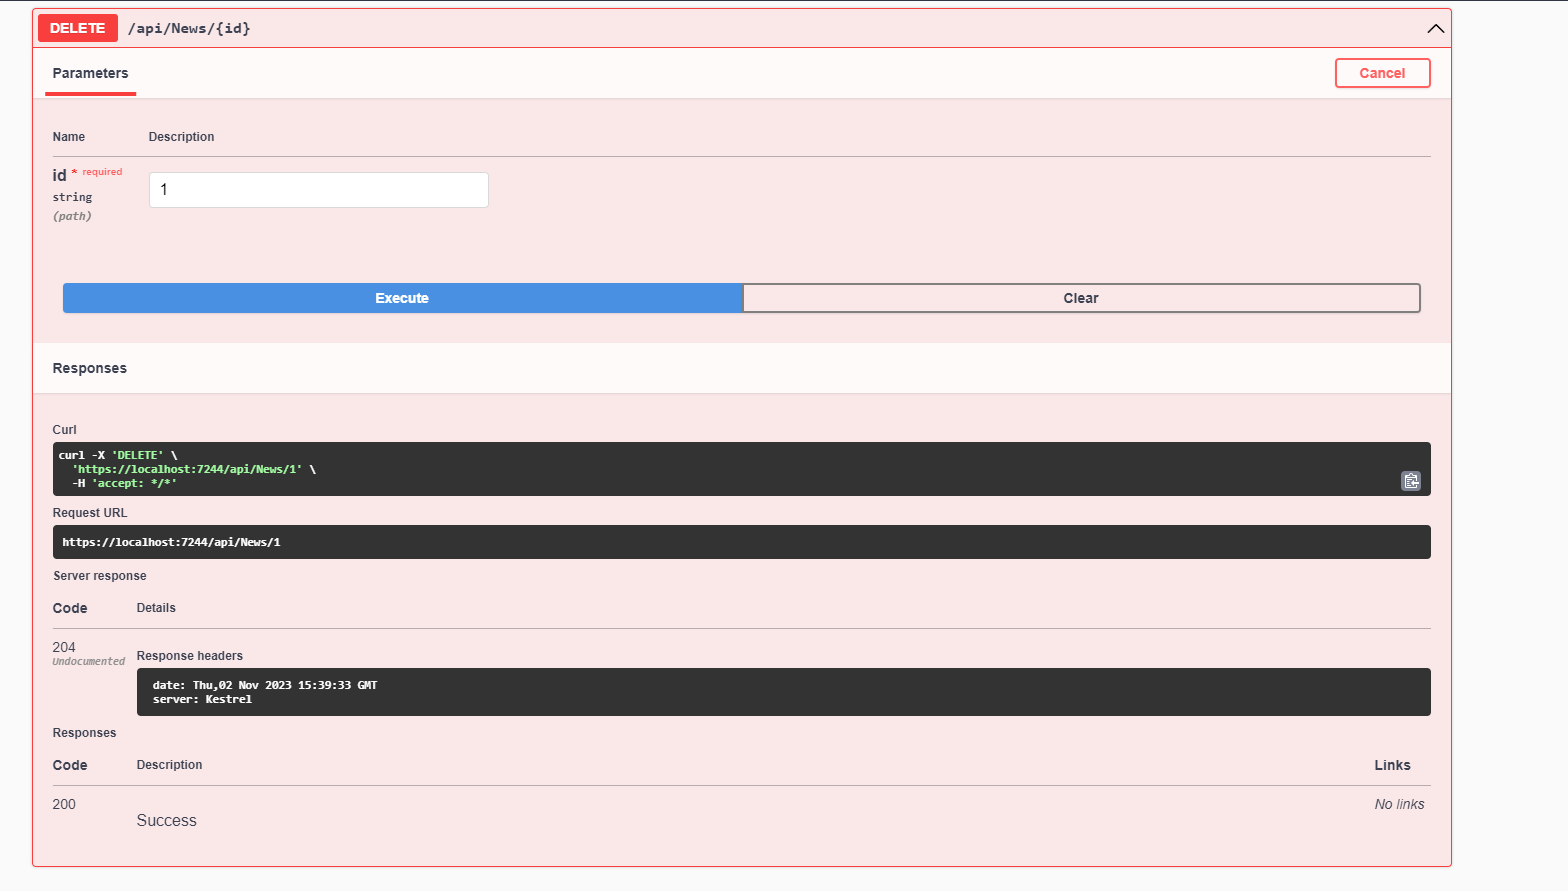 DELETE /api/News/{id}
Parameters Cancel
Name Description
id * required 1
string
(path)
Execute Clear
Responses
Curl
curl -X 'DELETE' \
'https://localhost:7244/api/News/1' \
-H 'accept: */*'
Request URL
https://localhost:7244/api/News/1
Server response
Code Details
204
Undocumented
Response headers
date: Thu,02 Nov 2023 15:39:33 GMT
server: Kestrel
Responses
Code Description Links
200 No links
Success